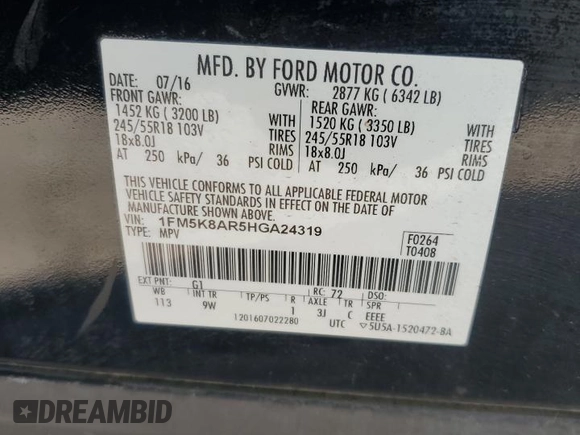 MFD. BY FORD MOTOR CO.
DATE: 07/16 GVWR: 2877 KG ( 6342 LB)
FRONT GAWR: REAR GAWR:
1452 KG ( 3200 LB) WITH 1520 KG ( 3350 LB) WITH
245/55R18 103V TIRES 245/55R18 103V TIRES
18x8.0J RIMS 18x8.0J RIMS
AT 250 kPa/ 36 PSI COLD AT 250 kPa/ 36 PSI COLD
THIS VEHICLE CONFORMS TO ALL APPLICABLE FEDERAL MOTOR
VEHICLE SAFETY STANDARDS IN EFFECT ON THE DATE OF
MANUFACTURE SHOWN ABOVE.
VIN: 1FM5K8AR5HGA24319
TYPE: MPV
F0264
T0408
EXT PNT: G1 RC: 72 DSO:
WB INT TR TP/PS R AXLE TR SPR
113 9W 1 3J C EEEE
1201607022280 UTC 5U5A-1520472-8A
DREAMBID